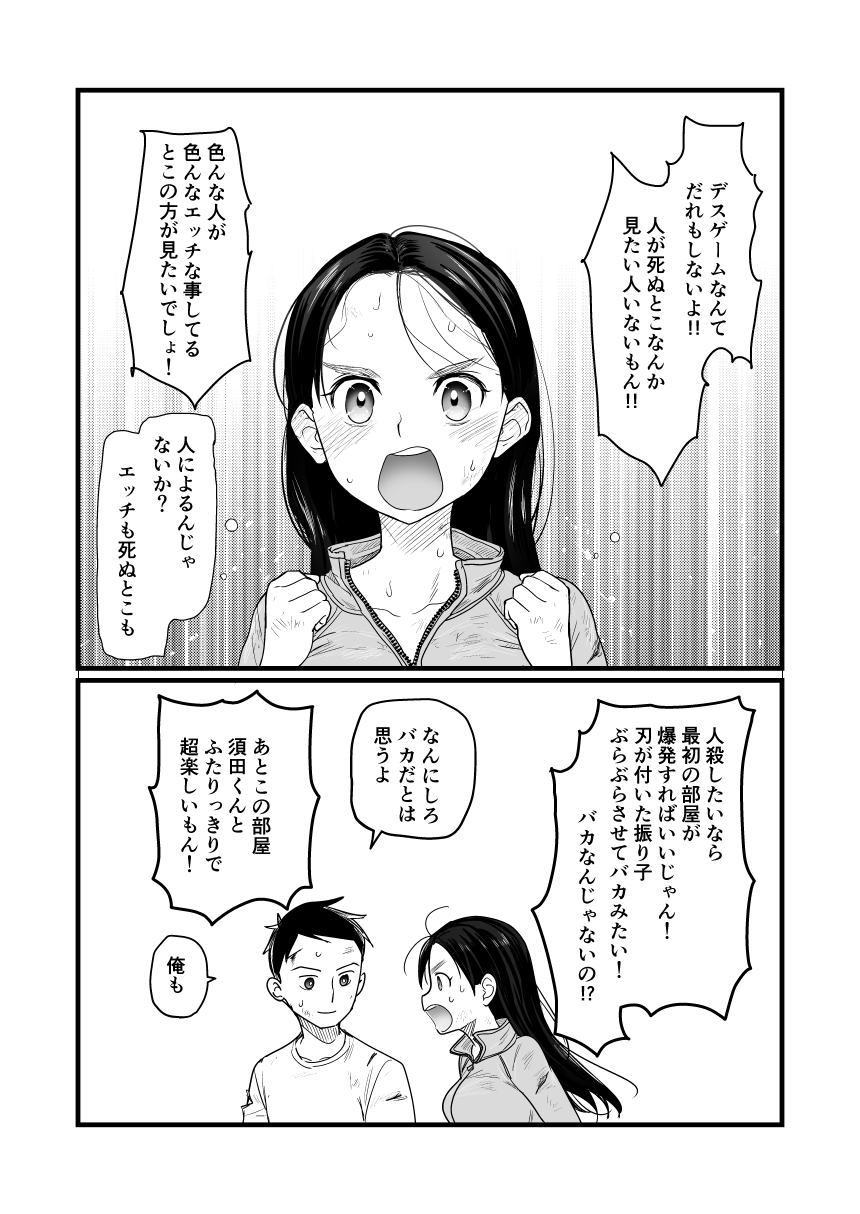 デスゲームなんて
だれもしないよ!!
人が死ぬとこなんか
見たい人いないもん!!
色んな人が
色んなエッチな事してる
とこの方が見たいでしょ！
人によるんじゃ
ないか？
エッチも死ぬとこも
人殺したいなら
最初の部屋が
爆発すればいいじゃん！
刃が付いた振り子
ぶらぶらさせてバカみたい！
バカなんじゃないの!?
なんにしろ
バカだとは
思うよ
あとこの部屋
須田くんと
ふたりっきりで
超楽しいもん！
俺も